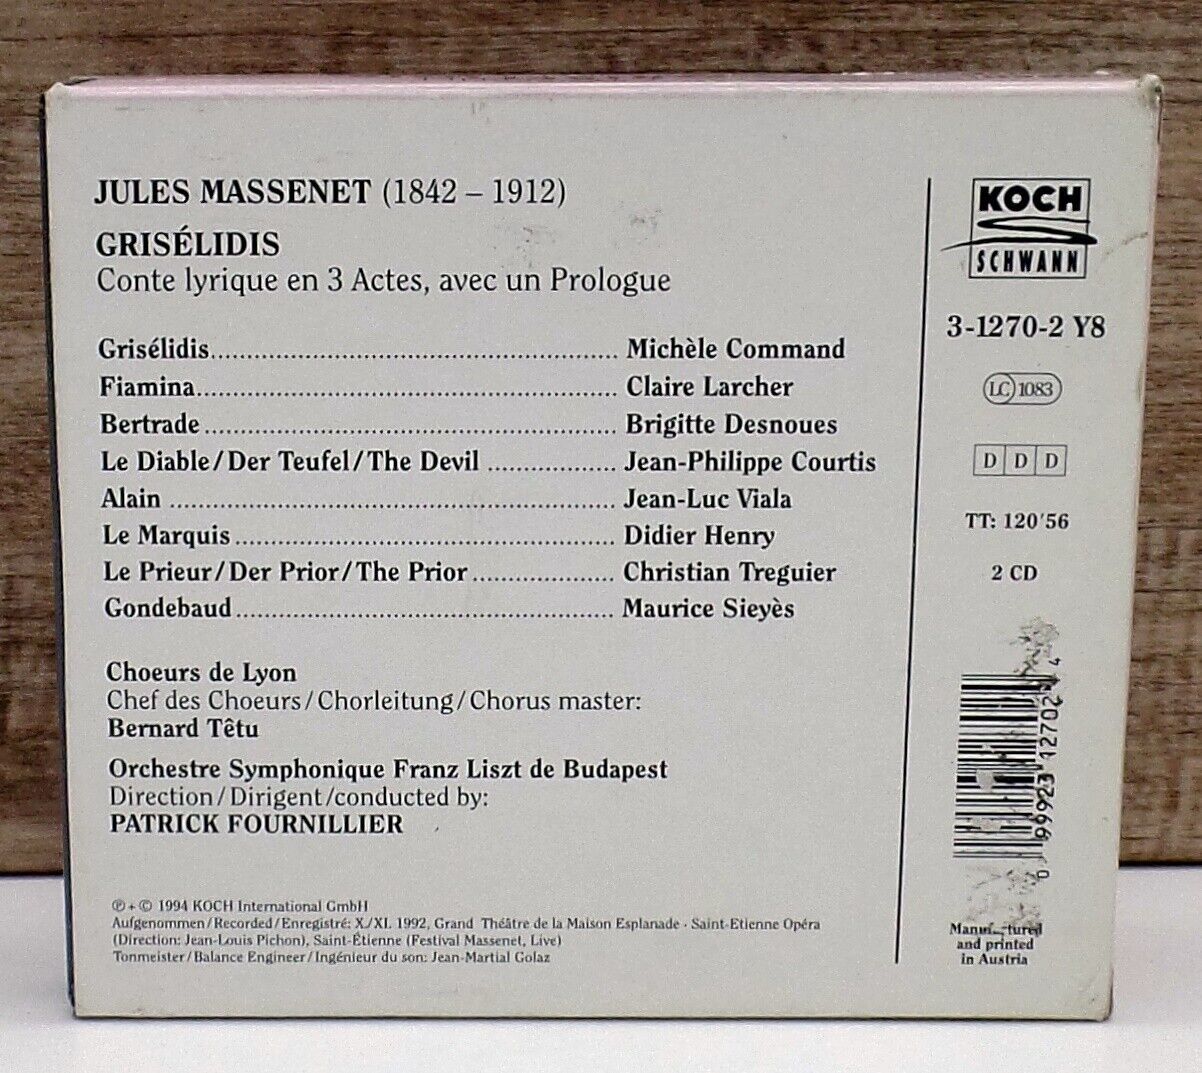 JULES MASSENET (1842 – 1912)
GRISÉLIDIS
Conte lyrique en 3 Actes, avec un Prologue
Grisélidis........................................................ Michèle Command
Fiamina.......................................................... Claire Larcher
Bertrade......................................................... Brigitte Desnoues
Le Diable/Der Teufel/The Devil .................. Jean-Philippe Courtis
Alain .............................................................. Jean-Luc Viala
Le Marquis.................................................... Didier Henry
Le Prieur/Der Prior/The Prior.................... Christian Treguier
Gondebaud.................................................... Maurice Sieyès
Choeurs de Lyon
Chef des Choeurs/Chorleitung/Chorus master:
Bernard Têtu
Orchestre Symphonique Franz Liszt de Budapest
Direction/Dirigent/conducted by:
PATRICK FOURNILLIER
℗+© 1994 KOCH International GmbH
Aufgenommen/Recorded/Enregistré: X./XI. 1992, Grand Théâtre de la Maison Esplanade · Saint-Etienne Opéra
(Direction: Jean-Louis Pichon), Saint-Étienne (Festival Massenet, Live)
Tonmeister/Balance Engineer/Ingénieur du son: Jean-Martial Golaz
KOCH
SCHWANN
3-1270-2 Y8
LC 1083
D D D
TT: 120'56
2 CD
and printed
in Austria